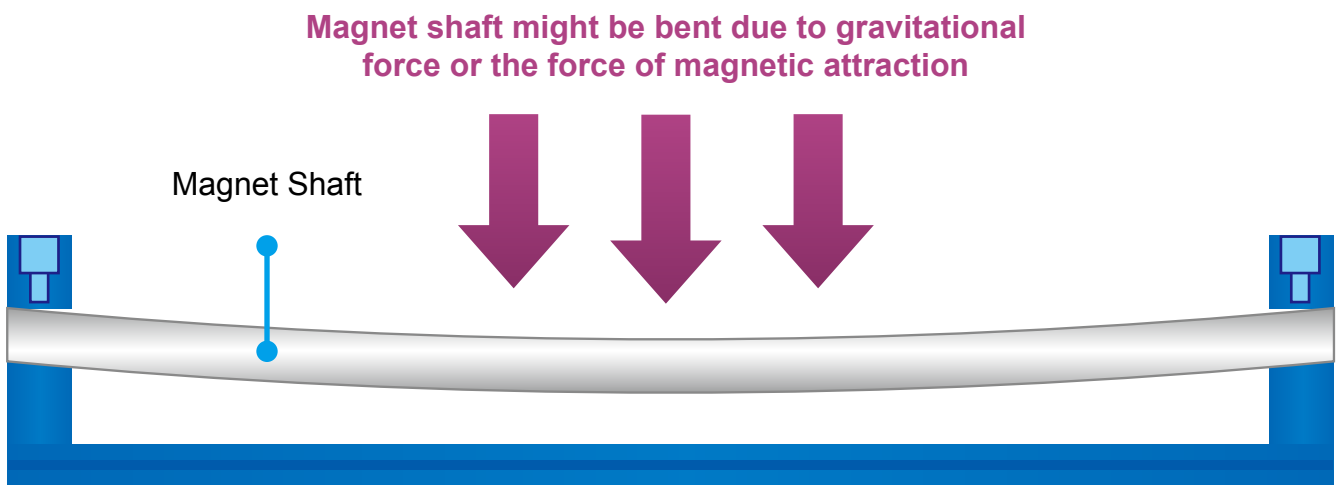 Magnet shaft might be bent due to gravitational
force or the force of magnetic attraction
Magnet Shaft